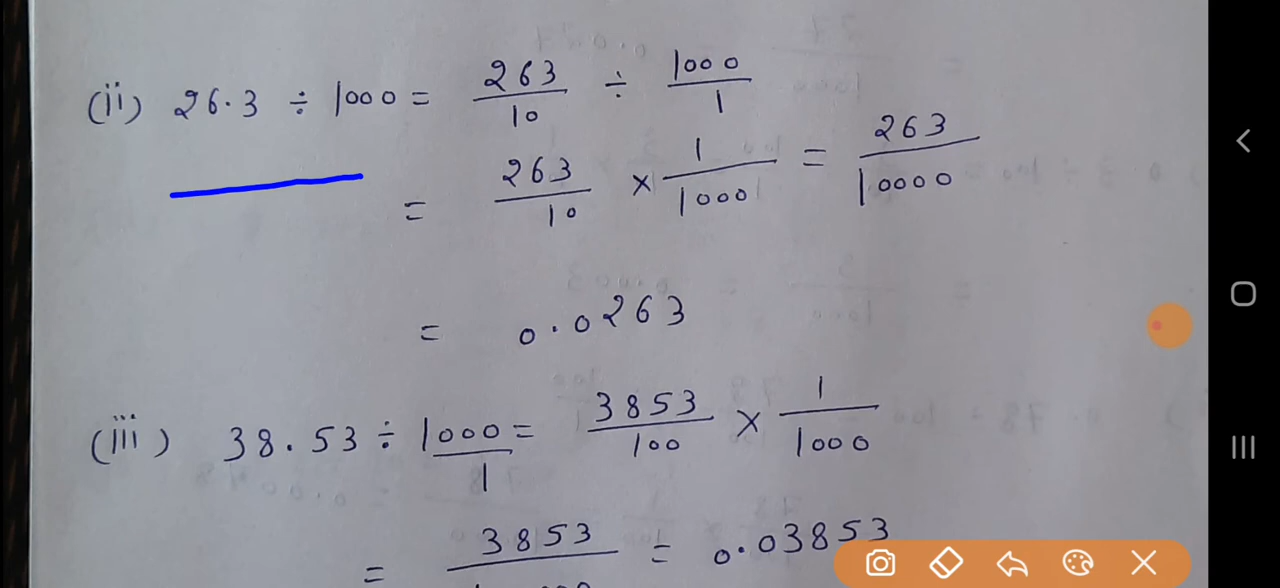 (ii) 26.3 ÷ 1000 = 263/10 ÷ 1000/1
= 263/10 × 1/1000 = 263/10000
= 0.0263
(iii) 38.53 ÷ 1000/1 = 3853/100 × 1/1000
= 3853/ = 0.03853